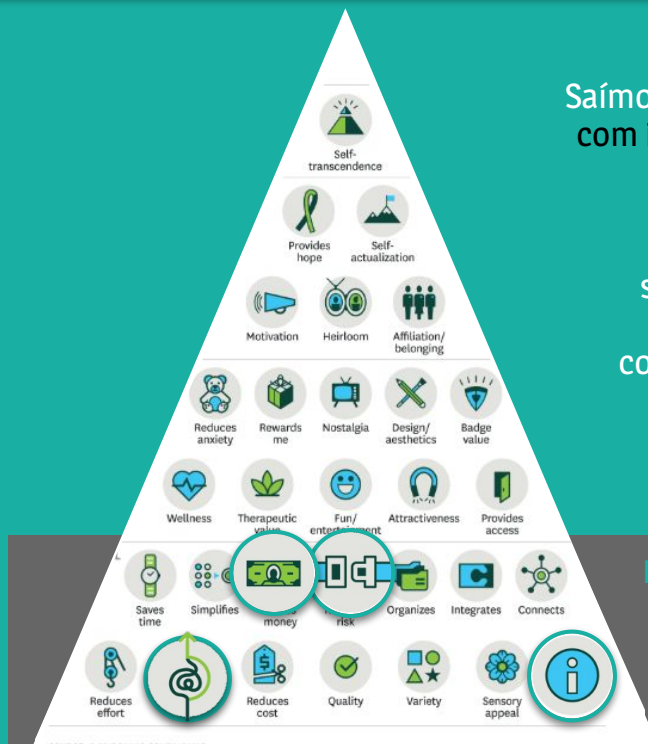 Saímo
com i
s
co
Self-
transcendence
Provides
hope
Self-
actualization
Motivation
Heirloom
Affiliation/
belonging
Reduces
anxiety
Rewards
me
Nostalgia
Design/
aesthetics
Badge
value
Wellness
Therapeutic
value
Fun/
entertainment
Attractiveness
Provides
access
Saves
time
Simplifies
money
risk
Organizes
Integrates
Connects
Reduces
effort
Reduces
cost
Quality
Variety
Sensory
appeal